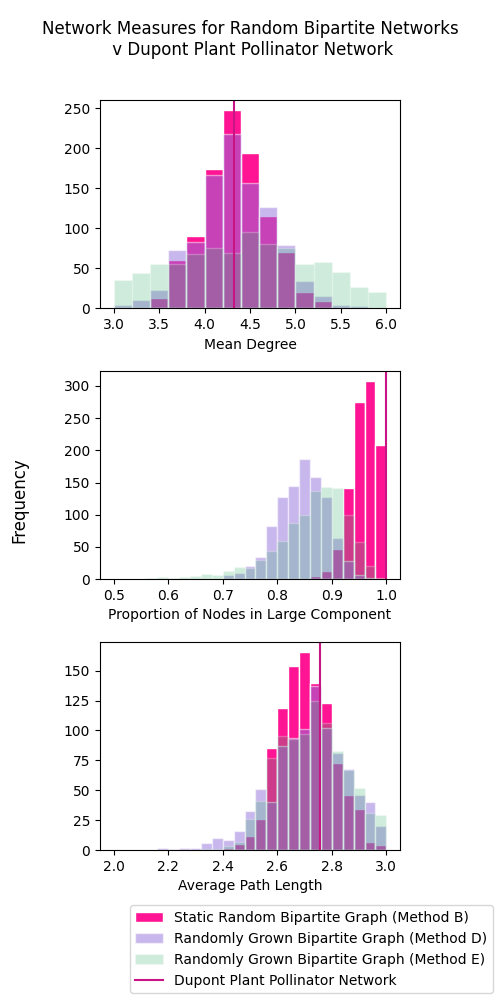 Network Measures for Random Bipartite Networks
v Dupont Plant Pollinator Network
250
200
150
100
50
0
3.0 3.5 4.0 4.5 5.0 5.5 6.0
Mean Degree
300
250
200
150
100
50
0
0.5 0.6 0.7 0.8 0.9 1.0
Proportion of Nodes in Large Component
Frequency
150
125
100
75
50
25
0
2.0 2.2 2.4 2.6 2.8 3.0
Average Path Length
Static Random Bipartite Graph (Method B)
Randomly Grown Bipartite Graph (Method D)
Randomly Grown Bipartite Graph (Method E)
Dupont Plant Pollinator Network